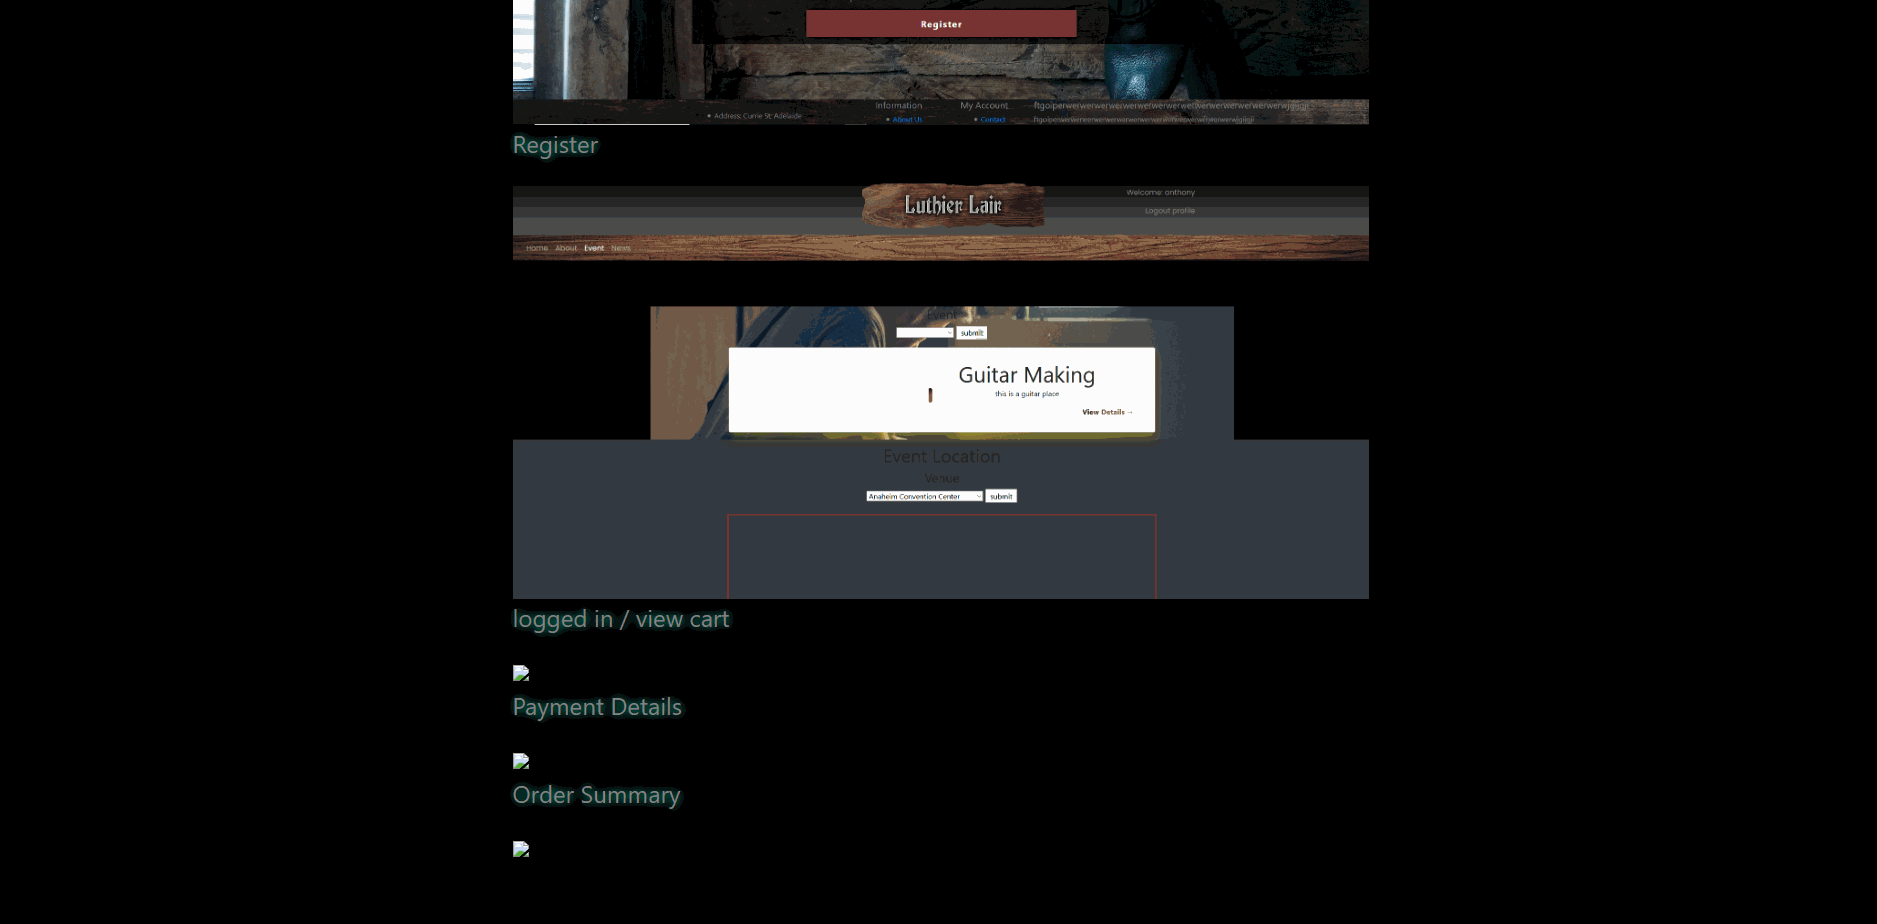 Register
Information My Account
Address: Currie St, Adelaide
About Us Contact
Register
Luthier Lair
Welcome: anthony
Logout profile
Home About Event News
Event
submit
Guitar Making
this is a guitar place
View Details →
Event Location
Venue
Anaheim Convention Center submit
logged in / view cart
Payment Details
Order Summary